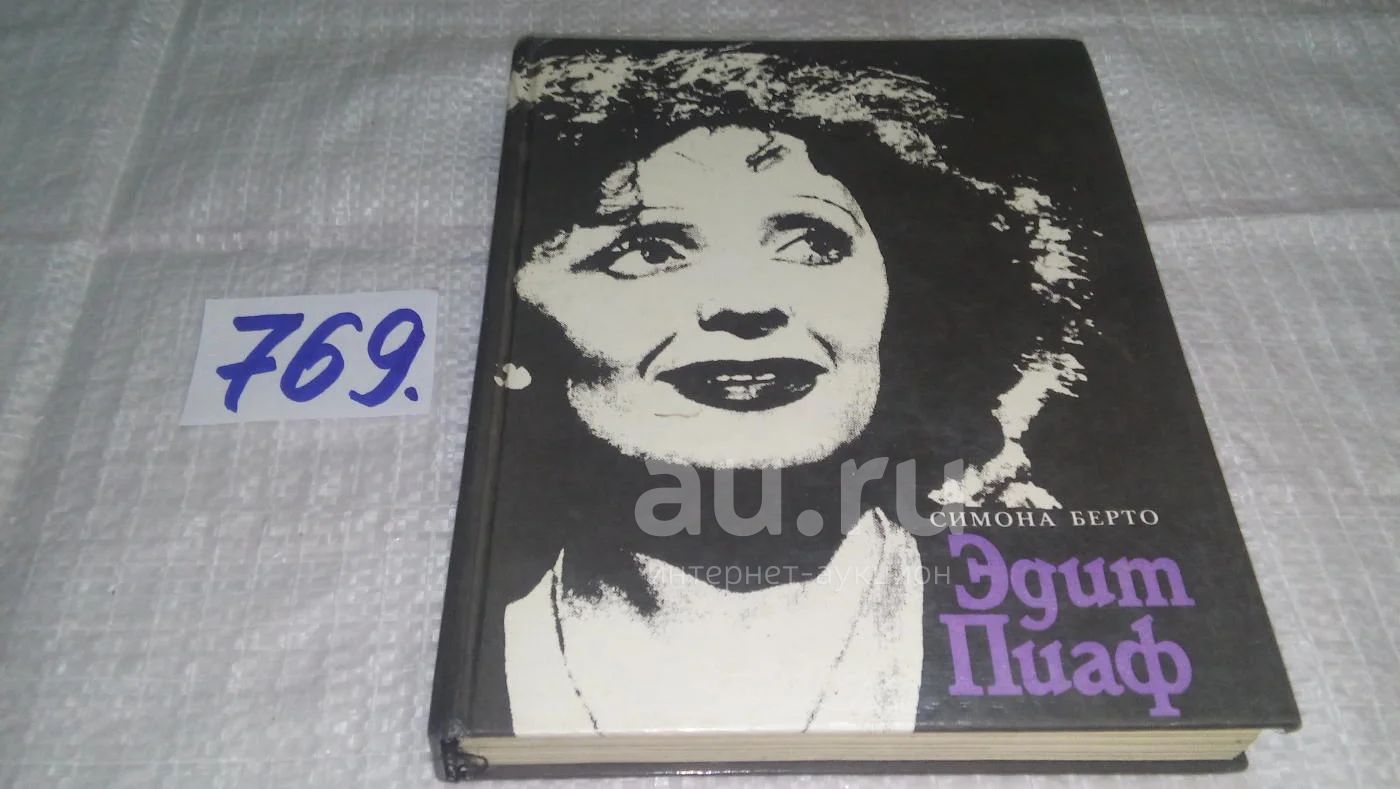 769.
au.ru
интернет-аукцион
СИМОНА БЕРТО
Эдит
Пиаф